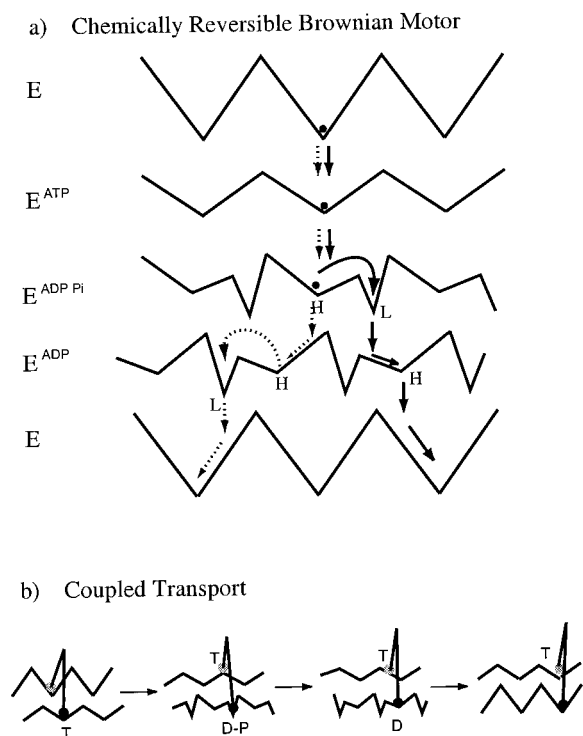 a) Chemically Reversible Brownian Motor
E
E ATP
E ADP Pi
H
L
E ADP
H
H
L
E
b) Coupled Transport
T
T
T
T
D-P
D